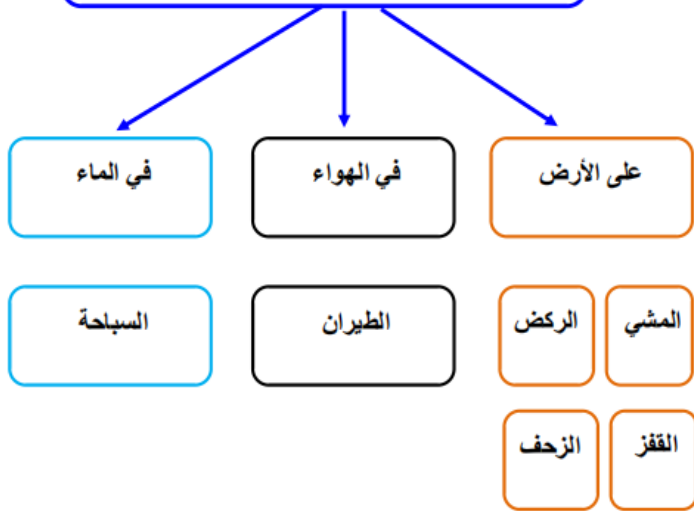 على الأرض
في الهواء
في الماء
المشي
الركض
الطيران
السباحة
القفز
الزحف